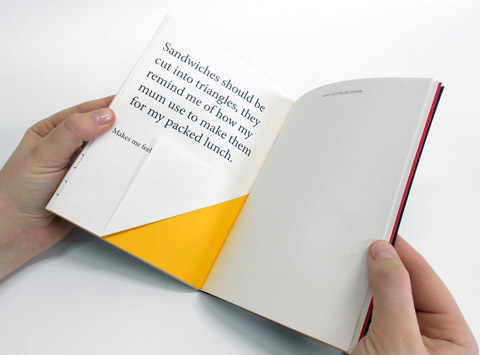 Sandwiches should be
cut into triangles, they
remind me of how my
mum use to make them
for my packed lunch.
Makes me feel